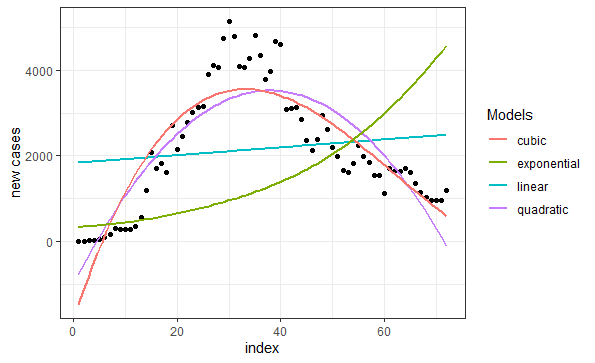 4000
2000
0
new cases
0
20
40
60
index
Models
cubic
exponential
linear
quadratic